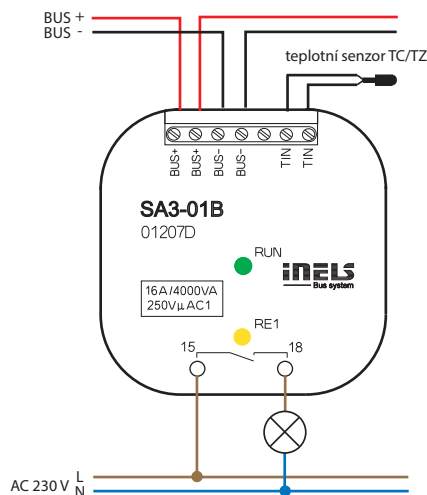 BUS +
BUS -
teplotní senzor TC/TZ
BUS+ BUS+ BUS- BUS- TIN TIN
SA3-01B
01207D
RUN
iNELS
Bus system
16A/4000VA
250Vµ AC1
RE1
15 18
AC 230 V L
N